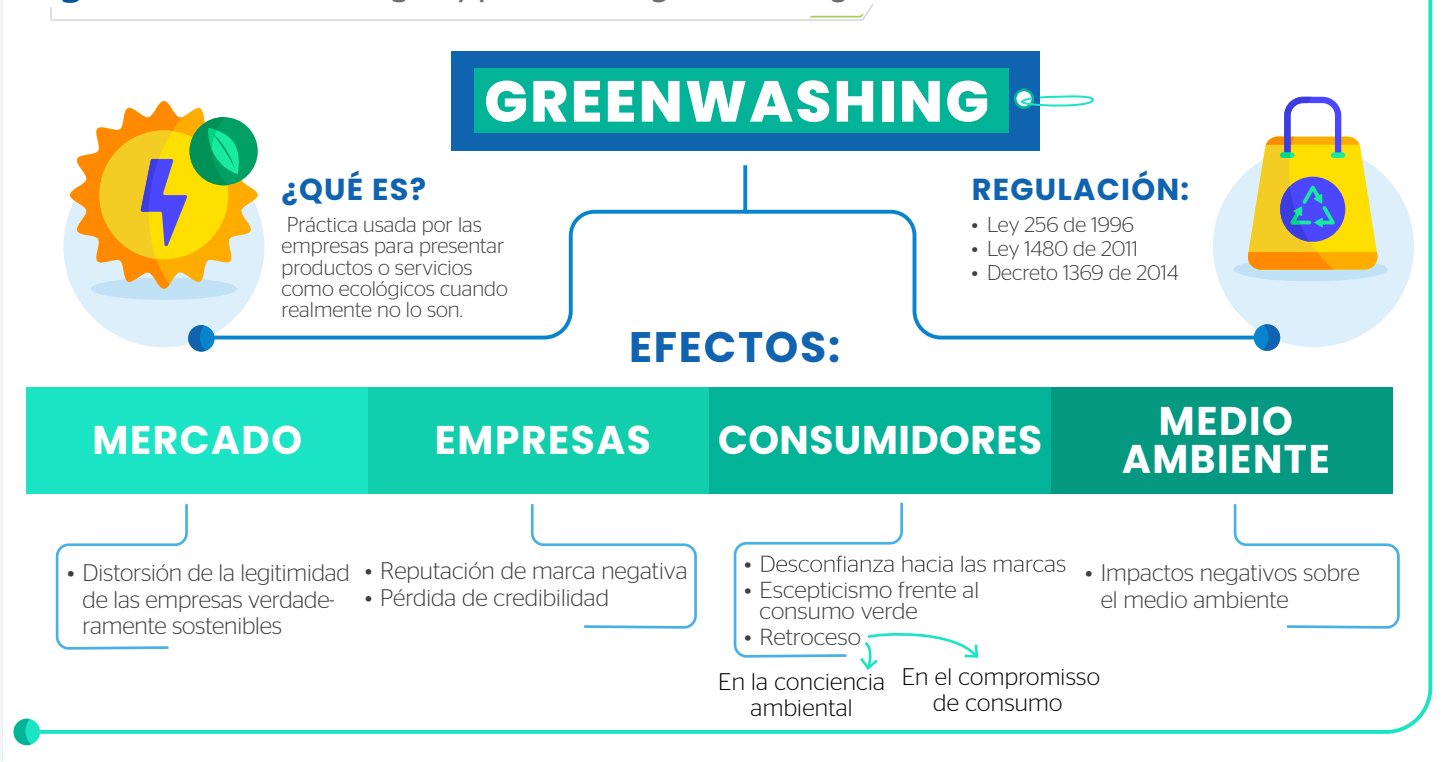 GREENWASHING
¿QUÉ ES?
Práctica usada por las
empresas para presentar
productos o servicios
como ecológicos cuando
realmente no lo son.
REGULACIÓN:
• Ley 256 de 1996
• Ley 1480 de 2011
• Decreto 1369 de 2014
EFECTOS:
MERCADO
• Distorsión de la legitimidad
de las empresas verdade-
ramente sostenibles
EMPRESAS
• Reputación de marca negativa
• Pérdida de credibilidad
CONSUMIDORES
• Desconfianza hacia las marcas
• Escepticismo frente al
consumo verde
• Retroceso
En la conciencia
ambiental
En el compromisso
de consumo
MEDIO
AMBIENTE
• Impactos negativos sobre
el medio ambiente